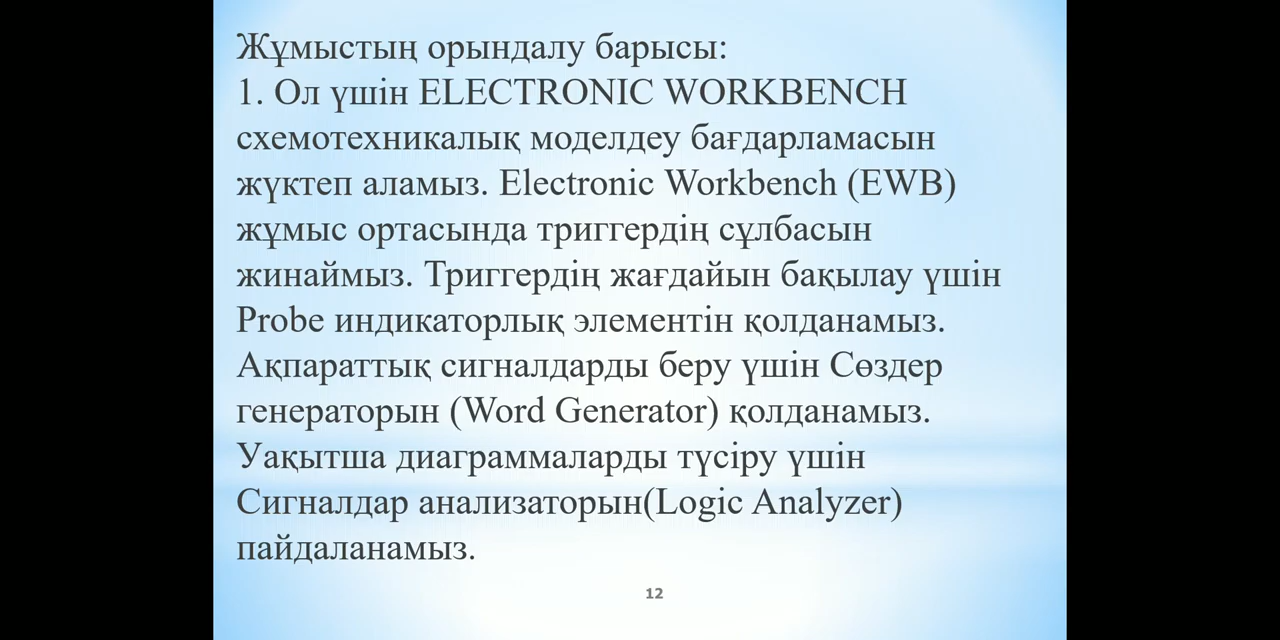 Жұмыстың орындалу барысы:
1. Ол үшін ELECTRONIC WORKBENCH
схемотехникалық моделдеу бағдарламасын
жүктеп аламыз. Electronic Workbench (EWB)
жұмыс ортасында триггердің сұлбасын
жинаймыз. Триггердің жағдайын бақылау үшін
Probe индикаторлық элементін қолданамыз.
Ақпараттық сигналдарды беру үшін Сөздер
генераторын (Word Generator) қолданамыз.
Уақытша диаграммаларды түсіру үшін
Сигналдар анализаторын(Logic Analyzer)
пайдаланамыз.
12